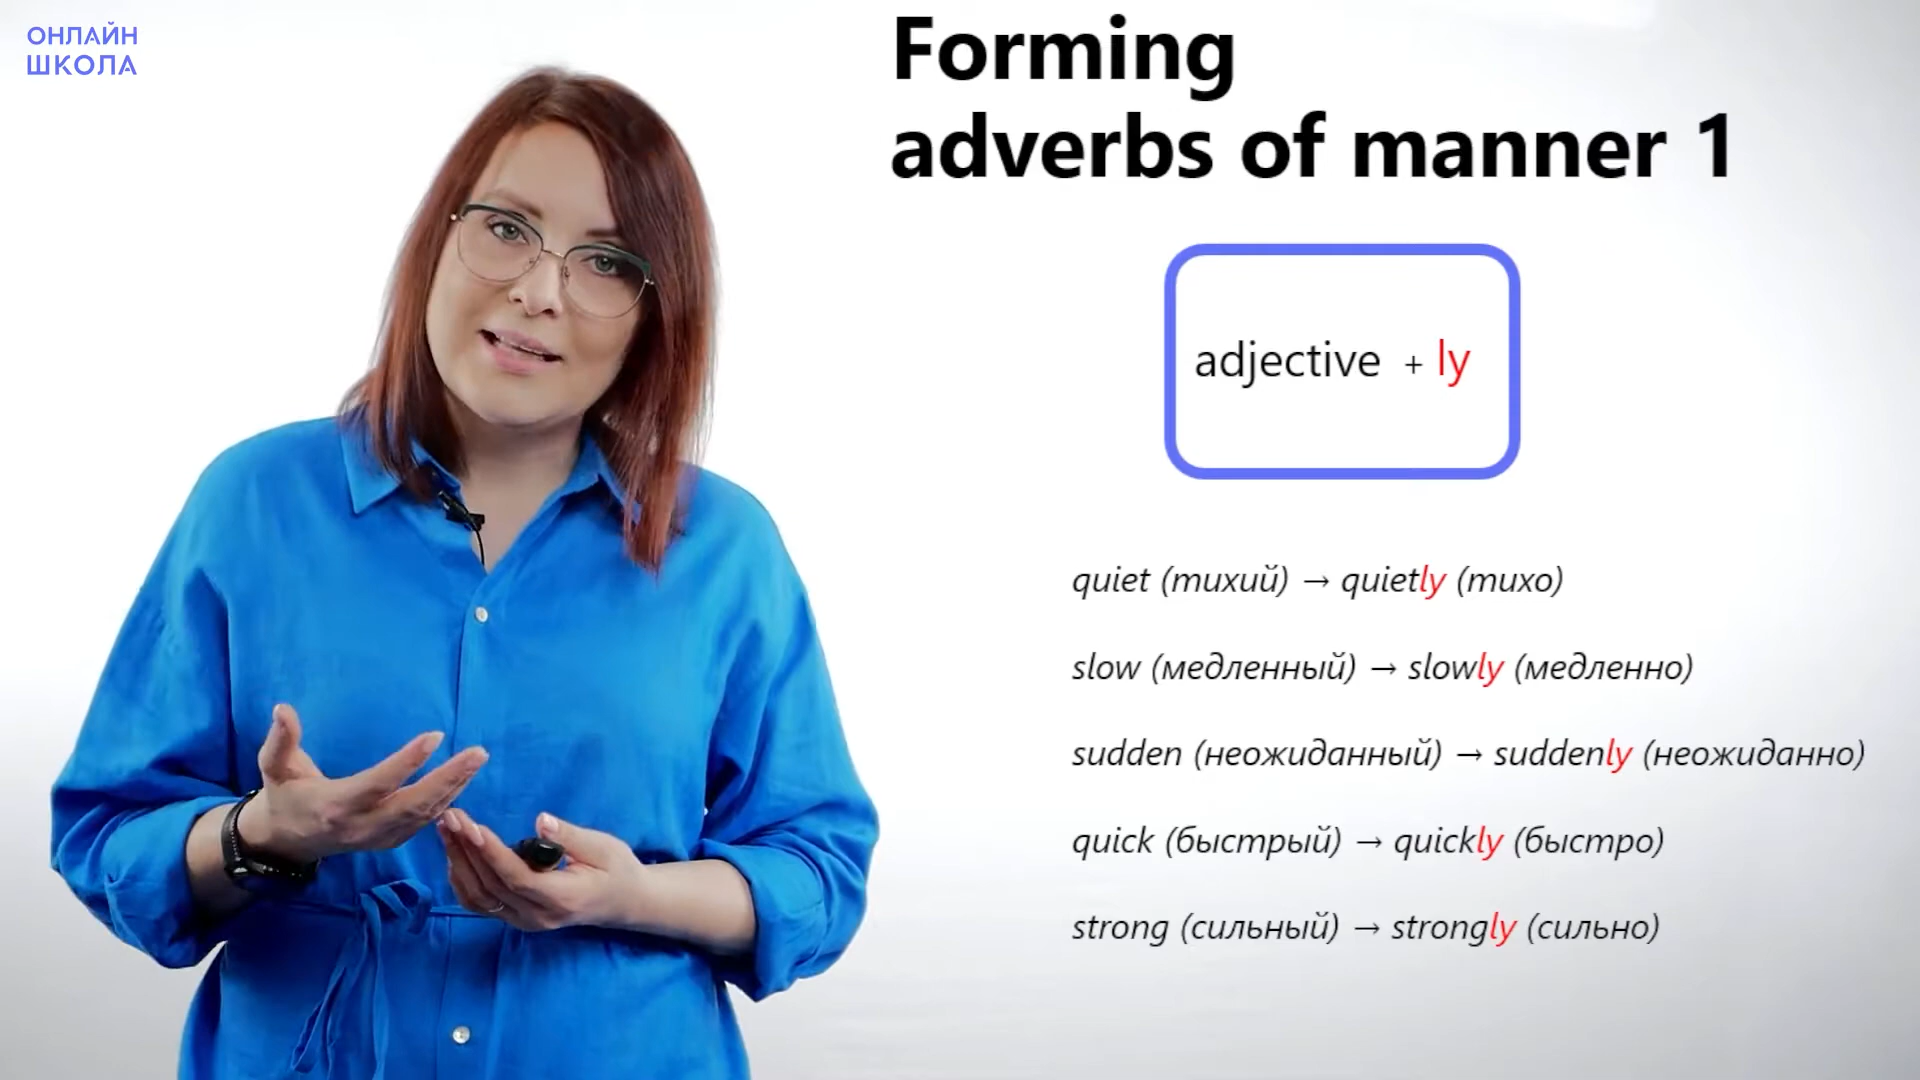 ОНЛАЙН
ШКОЛА
Forming
adverbs of manner 1
adjective + ly
quiet (тихий) → quietly (тихо)
slow (медленный) → slowly (медленно)
sudden (неожиданный) → suddenly (неожиданно)
quick (быстрый) → quickly (быстро)
strong (сильный) → strongly (сильно)